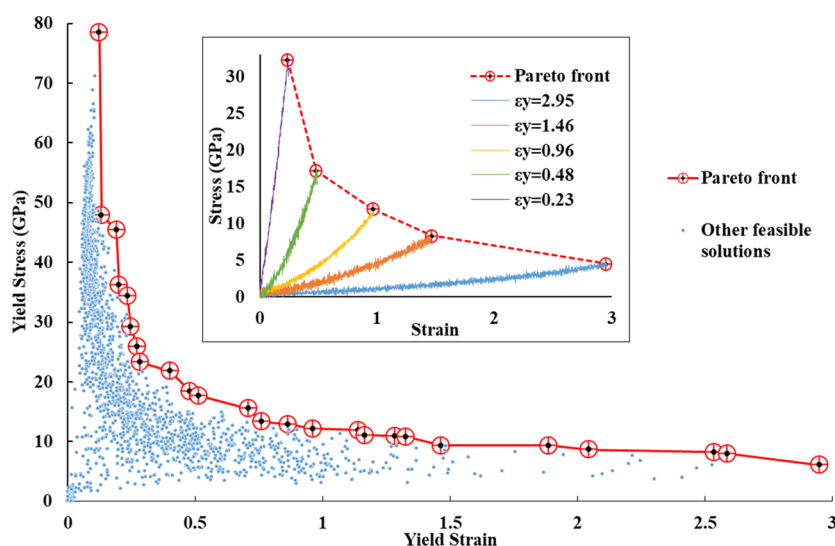 80
70
60
50
40
30
20
10
0
Yield Stress (GPa)
0
0.5
1
1.5
2
2.5
3
Yield Strain
30
25
20
15
10
5
0
Stress (GPa)
0
1
2
3
Strain
Pareto front
εy=2.95
εy=1.46
εy=0.96
εy=0.48
εy=0.23
Pareto front
Other feasible
solutions